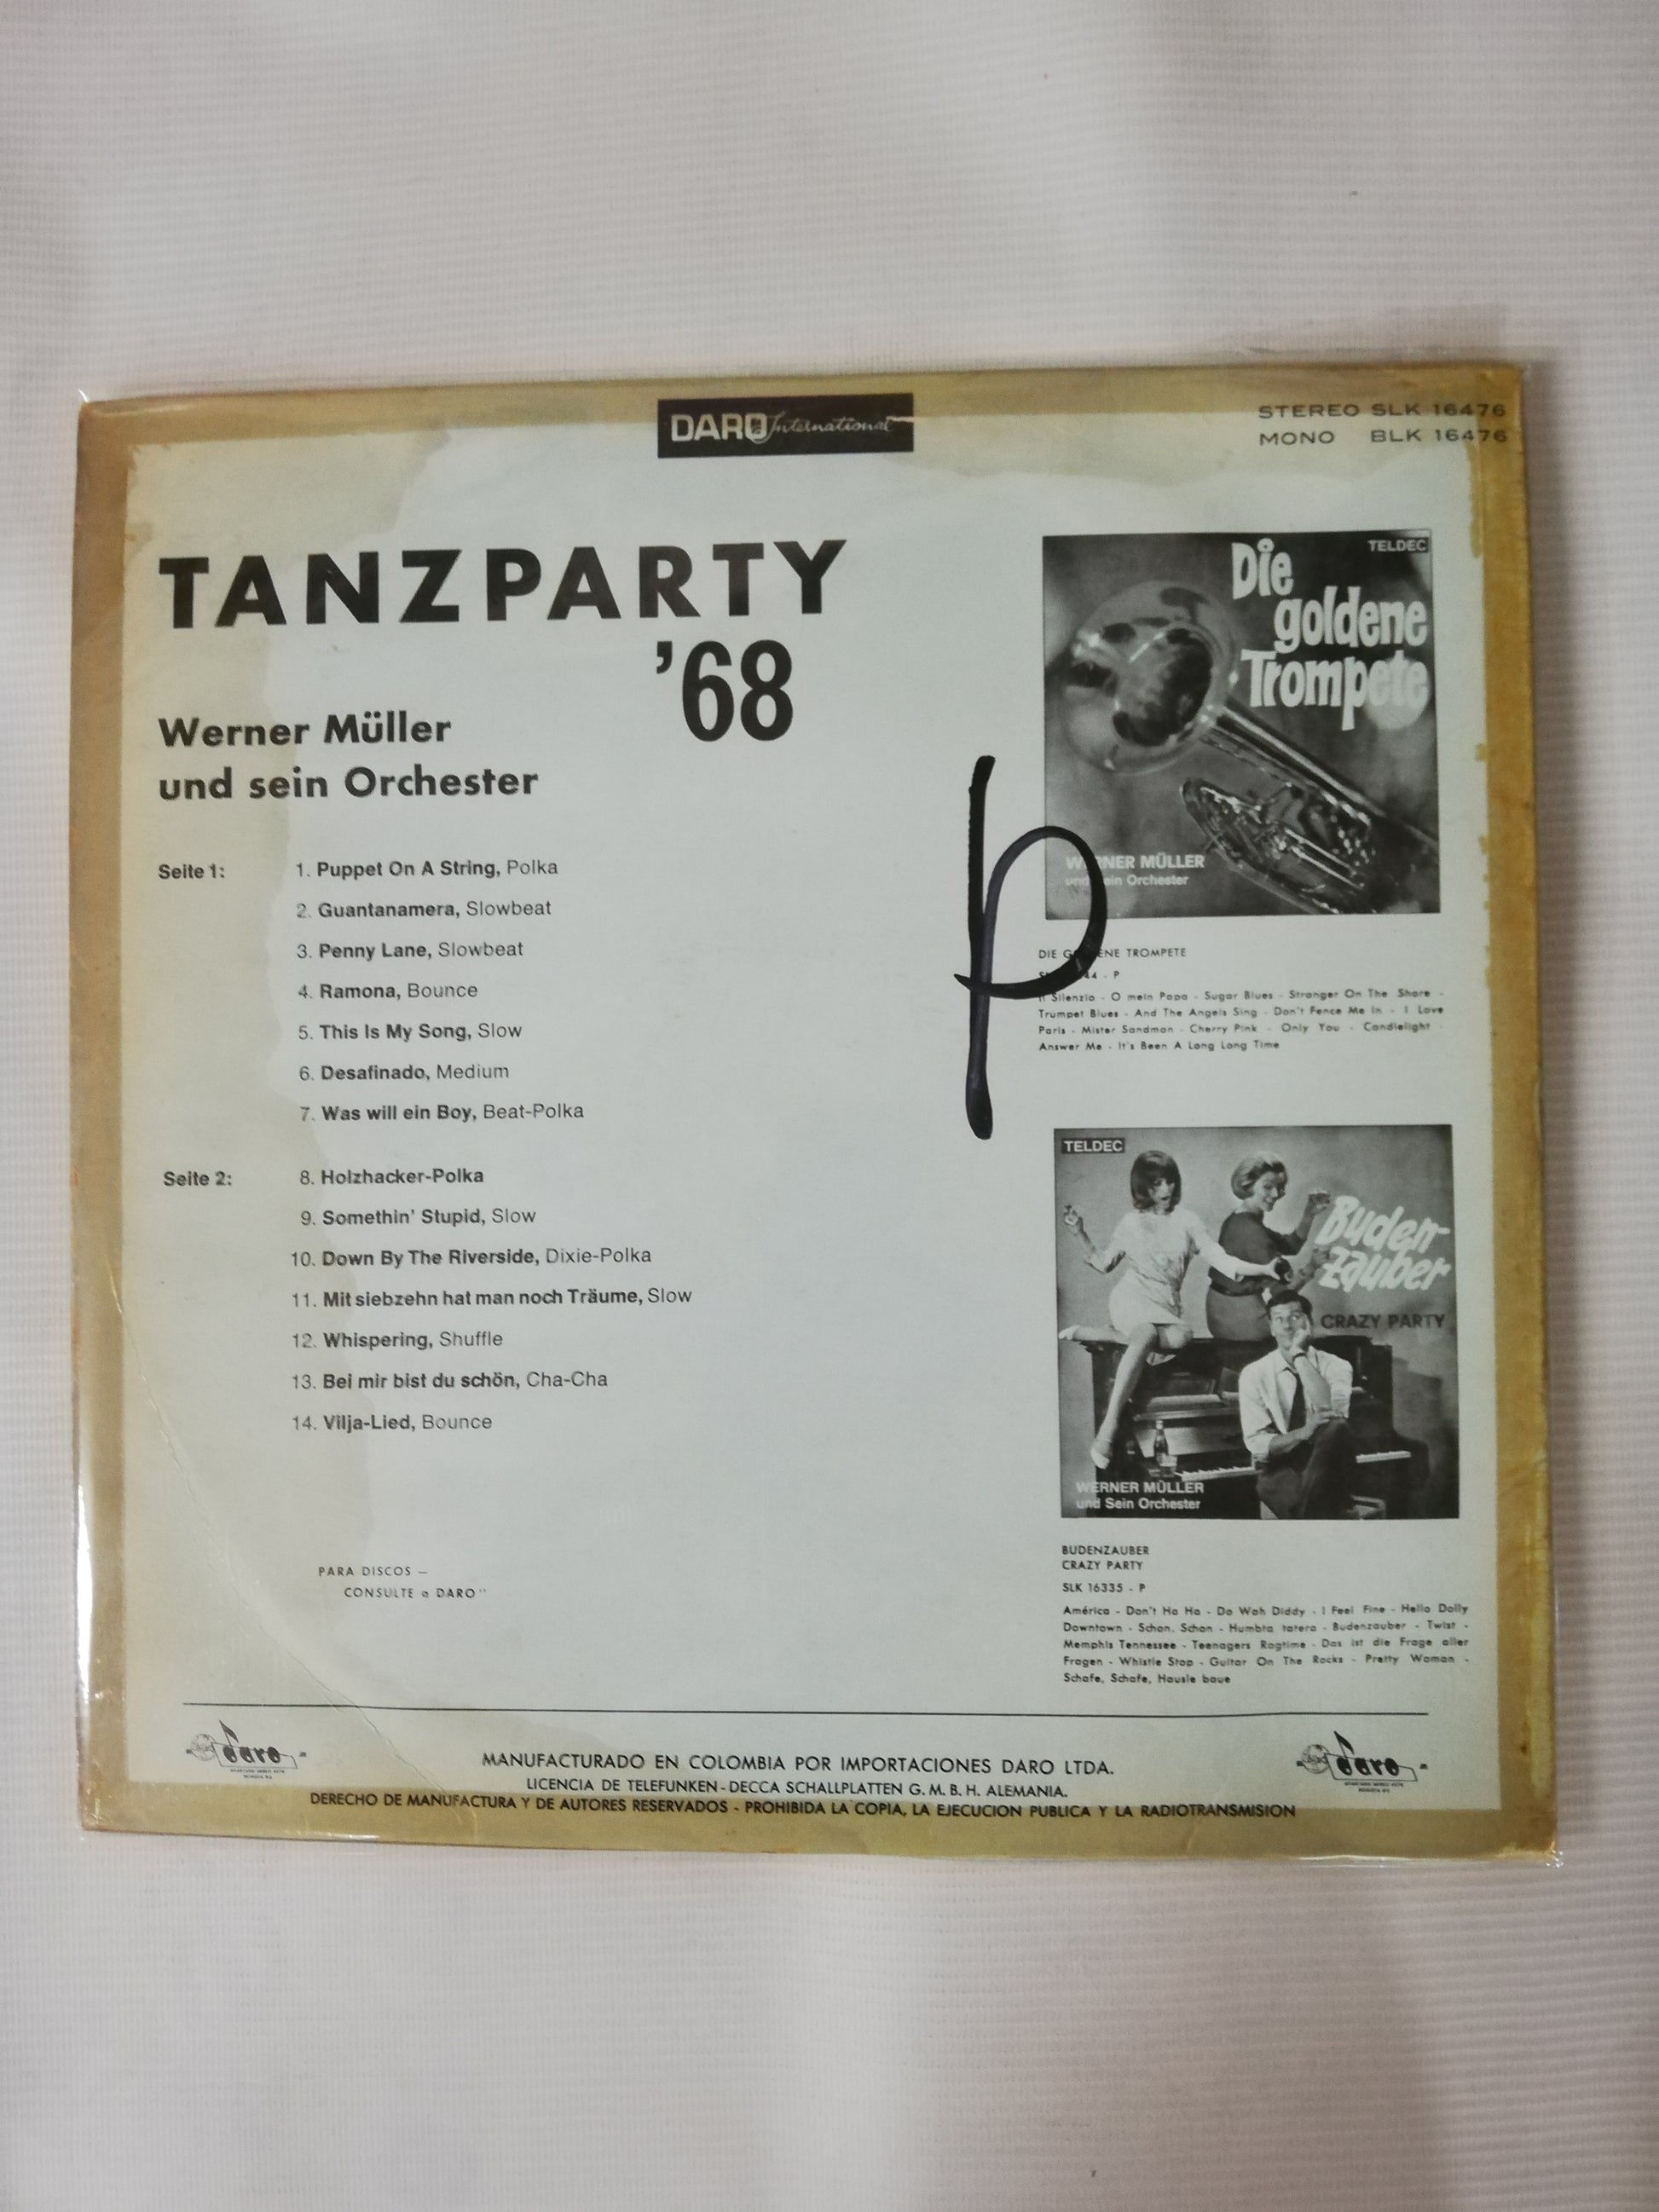 DARO International
STEREO SLK 16476
MONO BLK 16476
TANZPARTY
'68
Werner Müller
und sein Orchester
Seite 1:
1. Puppet On A String, Polka
2. Guantanamera, Slowbeat
3. Penny Lane, Slowbeat
4. Ramona, Bounce
5. This Is My Song, Slow
6. Desafinado, Medium
7. Was will ein Boy, Beat-Polka
Seite 2:
8. Holzhacker-Polka
9. Somethin' Stupid, Slow
10. Down By The Riverside, Dixie-Polka
11. Mit siebzehn hat man noch Träume, Slow
12. Whispering, Shuffle
13. Bei mir bist du schön, Cha-Cha
14. Vilja-Lied, Bounce
PARA DISCOS —
CONSULTE a DARO"
TELDEC
Die
goldene
Trompete
WERNER MÜLLER
und sein Orchester
p
DIE GOLDENE TROMPETE
44 - P
Il Silenzio - O mein Papa - Sugar Blues - Stranger On The Shore -
Trumpet Blues - And The Angels Sing - Don't Fence Me In - I Love
Paris - Mister Sandman - Cherry Pink - Only You - Candlelight -
Answer Me - It's Been A Long Long Time
TELDEC
Buden-
zauber
CRAZY PARTY
WERNER MÜLLER
und Sein Orchester
BUDENZAUBER
CRAZY PARTY
SLK 16335 - P
América - Don't Ha Ha - Do Wah Diddy - I Feel Fine - Hello Dolly
Downtown - Schon, Schon - Humbta tatera - Budenzauber - Twist -
Memphis Tennessee - Teenagers Ragtime - Das ist die Frage aller
Fragen - Whistle Stop - Guitar On The Rocks - Pretty Woman -
Schafe, Schafe, Hausle baue
daro
daro
MANUFACTURADO EN COLOMBIA POR IMPORTACIONES DARO LTDA.
LICENCIA DE TELEFUNKEN - DECCA SCHALLPLATTEN G. M. B. H. ALEMANIA.
DERECHO DE MANUFACTURA Y DE AUTORES RESERVADOS - PROHIBIDA LA COPIA, LA EJECUCION PUBLICA Y LA RADIOTRANSMISION